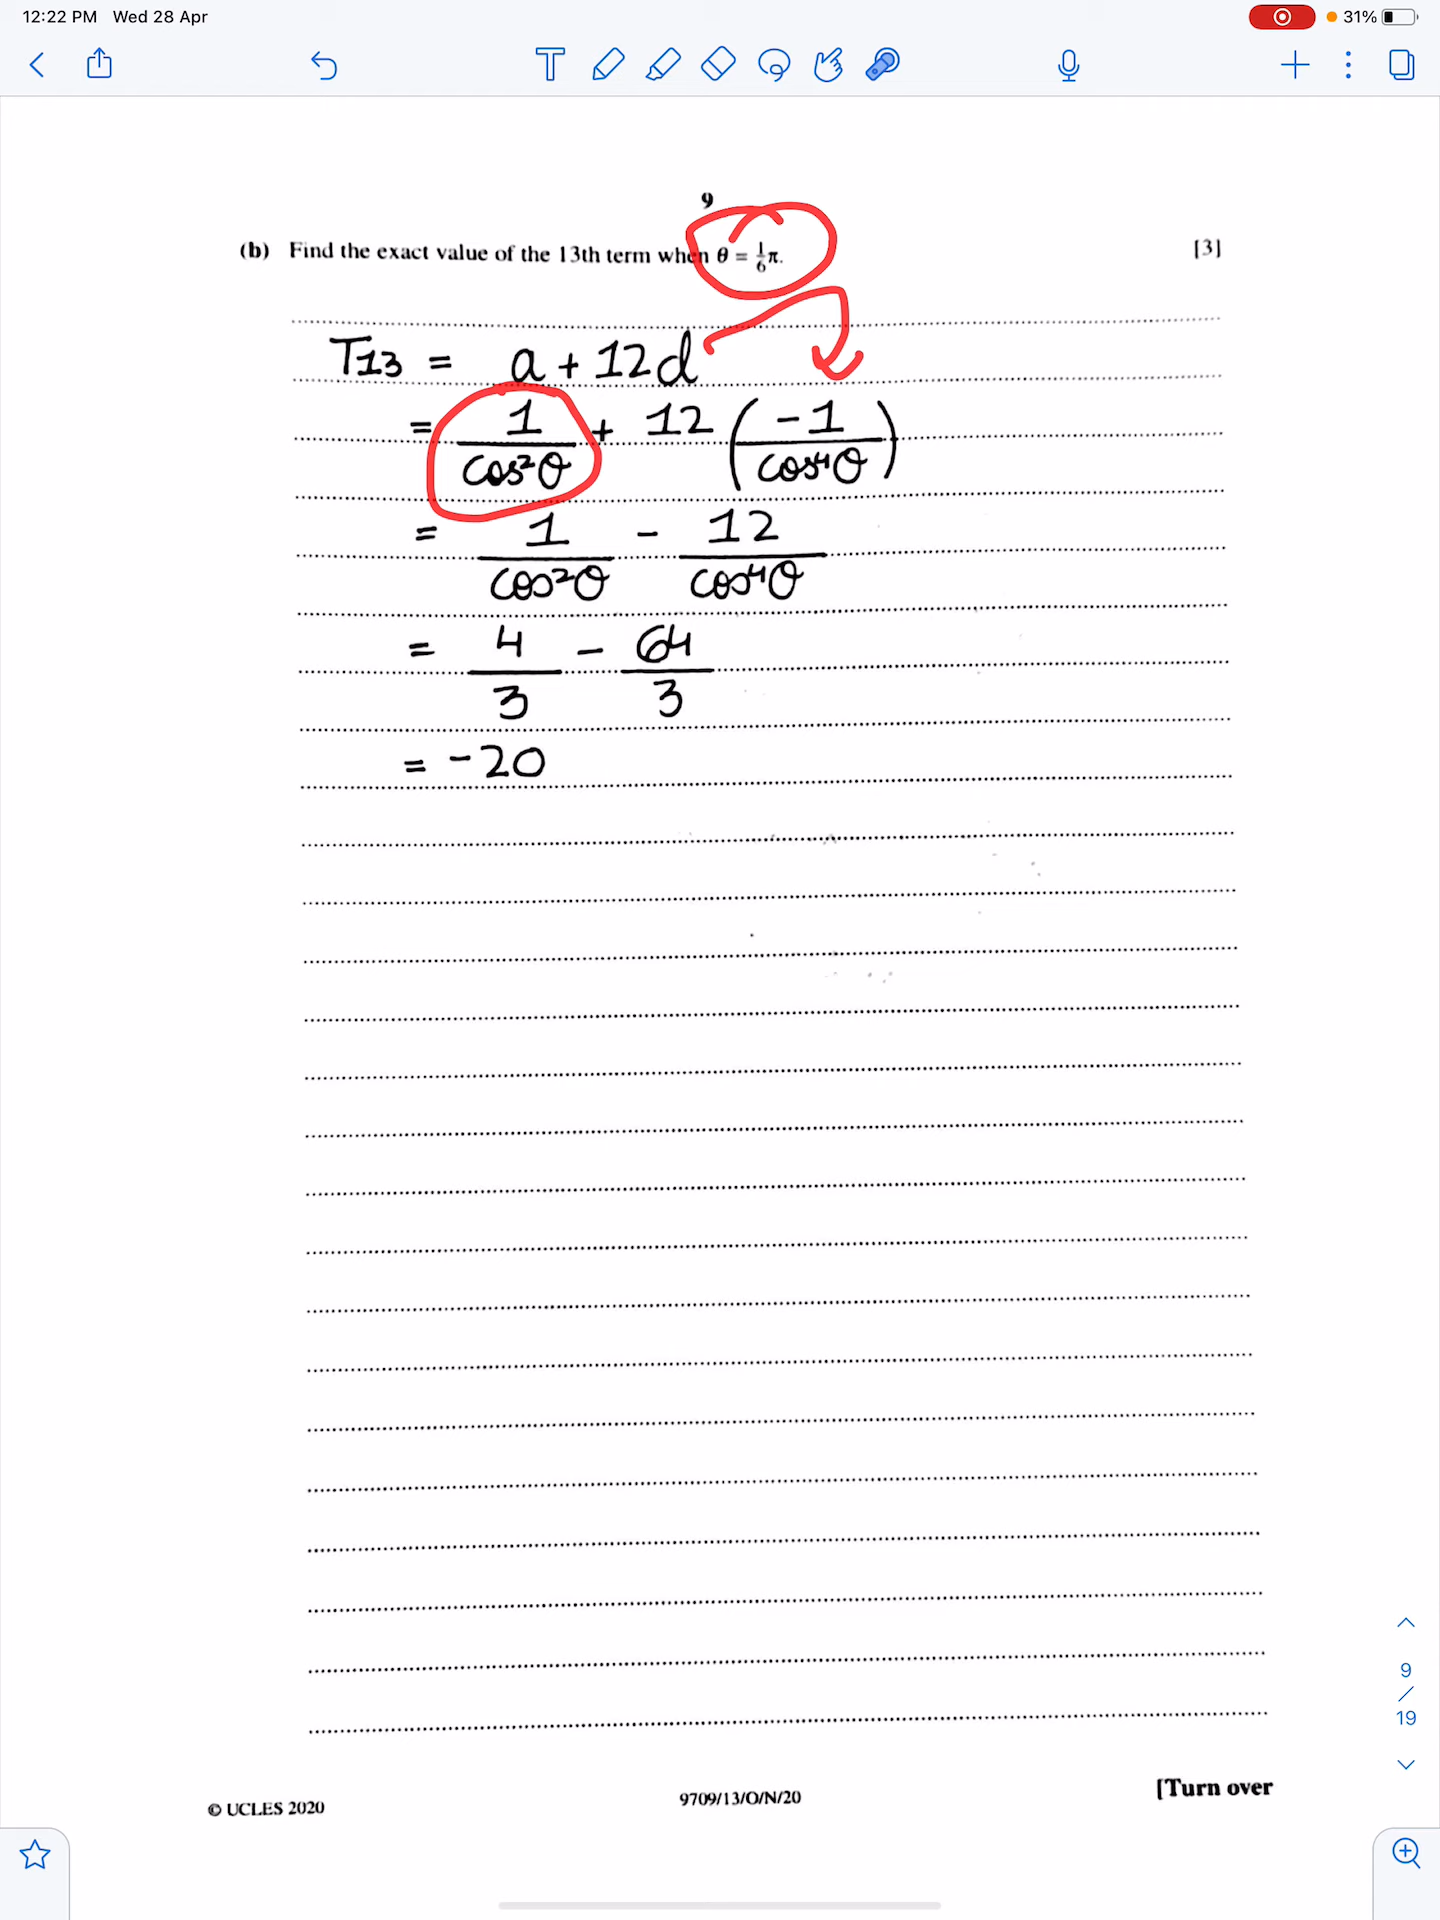 12:22 PM Wed 28 Apr 31%
9
(b) Find the exact value of the 13th term when θ = 1/6 π. [3]
T13 = a + 12d
= 1/cos²θ + 12 (-1/cos⁴θ)
= 1/cos²θ - 12/cos⁴θ
= 4/3 - 64/3
= -20
9
/
19
© UCLES 2020 9709/13/O/N/20 [Turn over